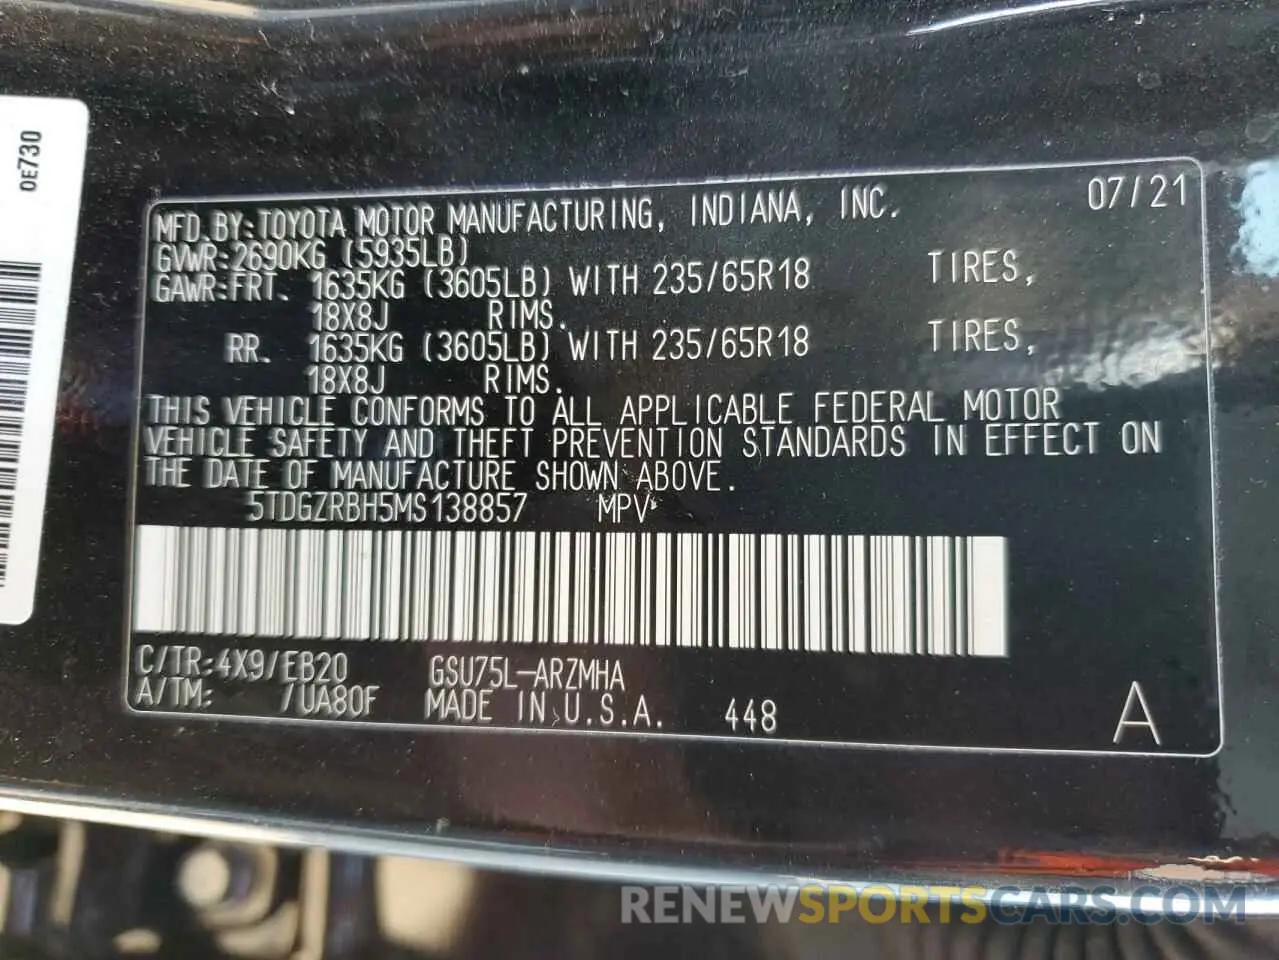 0E730
07/21
MFD.BY:TOYOTA MOTOR MANUFACTURING, INDIANA, INC.
GVWR:2690KG (5935LB)
GAWR:FRT. 1635KG (3605LB) WITH 235/65R18 TIRES,
18X8J RIMS.
RR. 1635KG (3605LB) WITH 235/65R18 TIRES,
18X8J RIMS.
THIS VEHICLE CONFORMS TO ALL APPLICABLE FEDERAL MOTOR
VEHICLE SAFETY AND THEFT PREVENTION STANDARDS IN EFFECT ON
THE DATE OF MANUFACTURE SHOWN ABOVE.
5TDGZRBH5MS138857 MPV
C/TR:4X9/EB20 GSU75L-ARZMHA
A/TM: /UA80F MADE IN U.S.A. 448 A
RENEWSPORTSCARS.COM